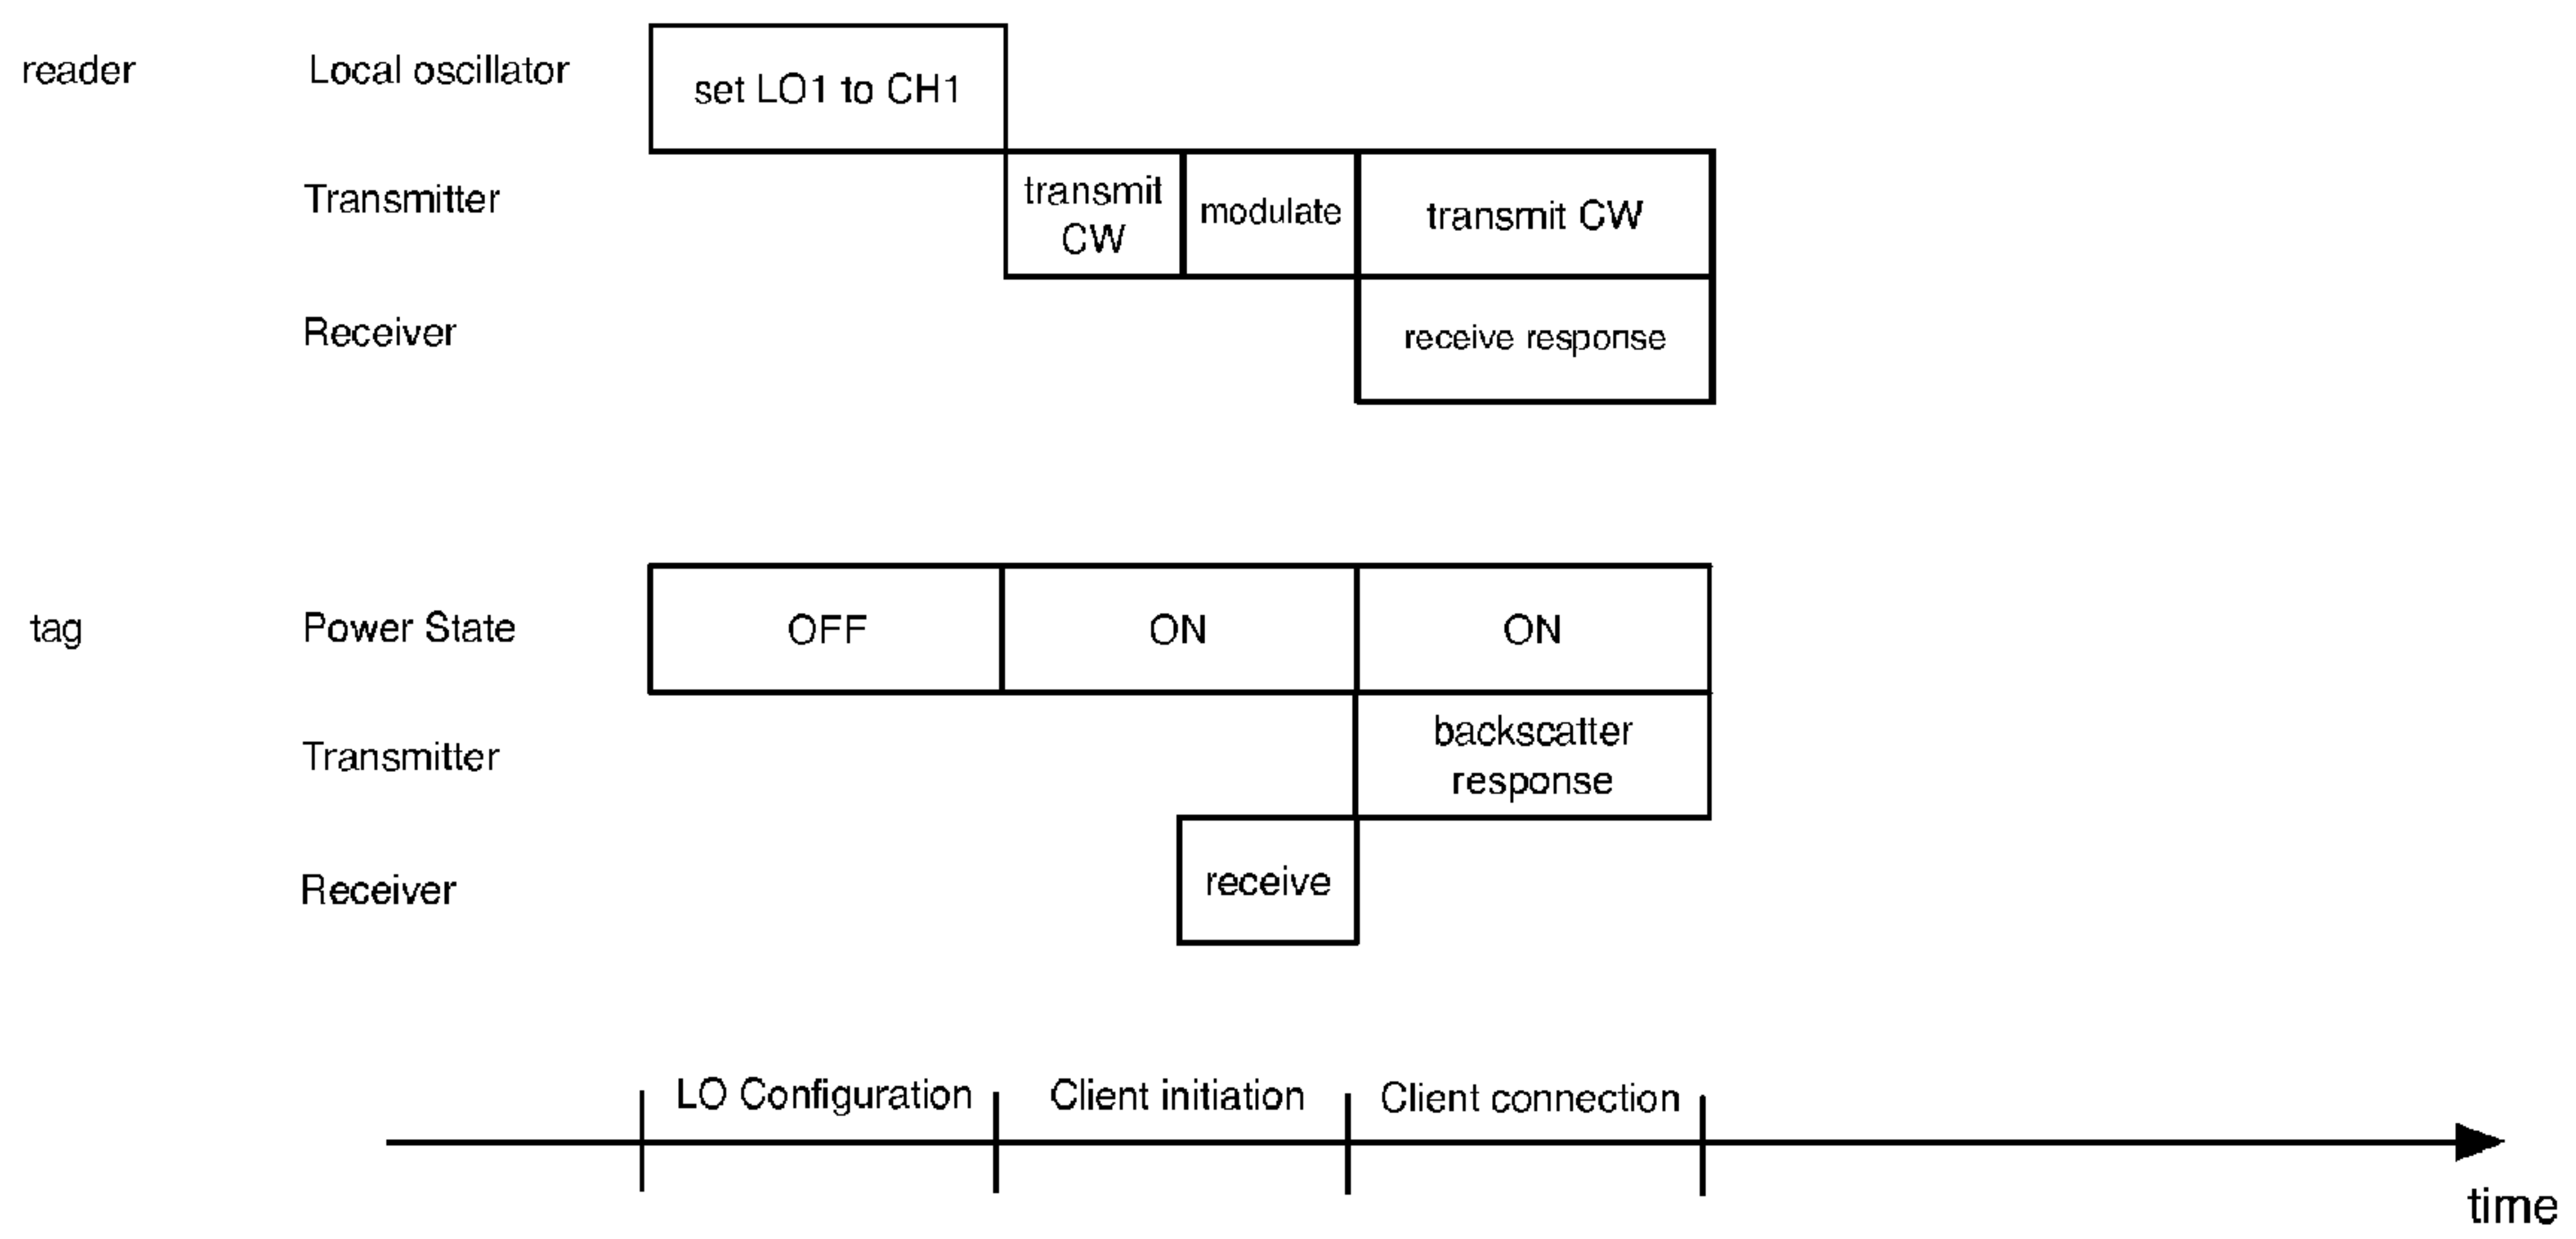 reader
Local oscillator
set LO1 to CH1
Transmitter
transmit
CW
modulate
transmit CW
Receiver
receive response
tag
Power State
OFF
ON
ON
Transmitter
backscatter
response
Receiver
receive
LO Configuration
Client initiation
Client connection
time